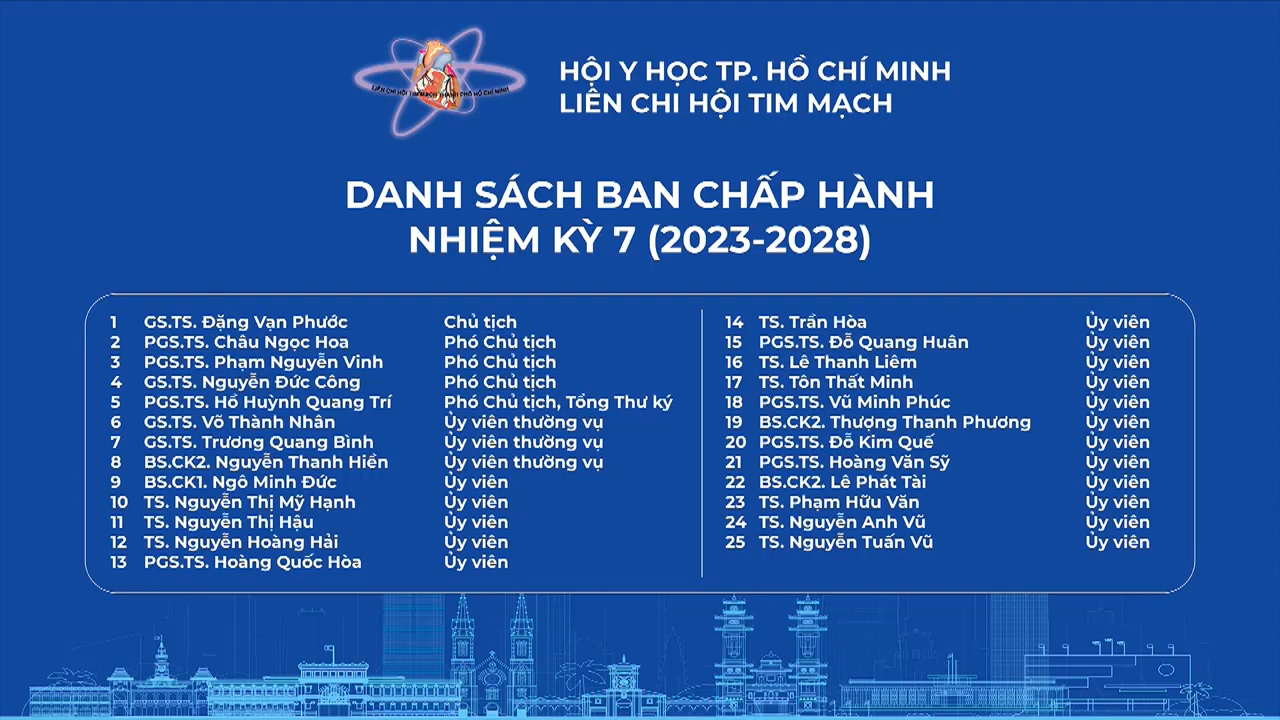 LIÊN CHI HỘI TIM MẠCH THÀNH PHỐ HỒ CHÍ MINH
HỘI Y HỌC TP. HỒ CHÍ MINH
LIÊN CHI HỘI TIM MẠCH
DANH SÁCH BAN CHẤP HÀNH
NHIỆM KỲ 7 (2023-2028)
1 GS.TS. Đặng Vạn Phước Chủ tịch
2 PGS.TS. Châu Ngọc Hoa Phó Chủ tịch
3 PGS.TS. Phạm Nguyễn Vinh Phó Chủ tịch
4 GS.TS. Nguyễn Đức Công Phó Chủ tịch
5 PGS.TS. Hồ Huỳnh Quang Trí Phó Chủ tịch, Tổng Thư ký
6 GS.TS. Võ Thành Nhân Ủy viên thường vụ
7 GS.TS. Trương Quang Bình Ủy viên thường vụ
8 BS.CK2. Nguyễn Thanh Hiền Ủy viên thường vụ
9 BS.CK1. Ngô Minh Đức Ủy viên
10 TS. Nguyễn Thị Mỹ Hạnh Ủy viên
11 TS. Nguyễn Thị Hậu Ủy viên
12 TS. Nguyễn Hoàng Hải Ủy viên
13 PGS.TS. Hoàng Quốc Hòa Ủy viên
14 TS. Trần Hòa Ủy viên
15 PGS.TS. Đỗ Quang Huân Ủy viên
16 TS. Lê Thanh Liêm Ủy viên
17 TS. Tôn Thất Minh Ủy viên
18 PGS.TS. Vũ Minh Phúc Ủy viên
19 BS.CK2. Thượng Thanh Phương Ủy viên
20 PGS.TS. Đỗ Kim Quế Ủy viên
21 PGS.TS. Hoàng Văn Sỹ Ủy viên
22 BS.CK2. Lê Phát Tài Ủy viên
23 TS. Phạm Hữu Văn Ủy viên
24 TS. Nguyễn Anh Vũ Ủy viên
25 TS. Nguyễn Tuấn Vũ Ủy viên